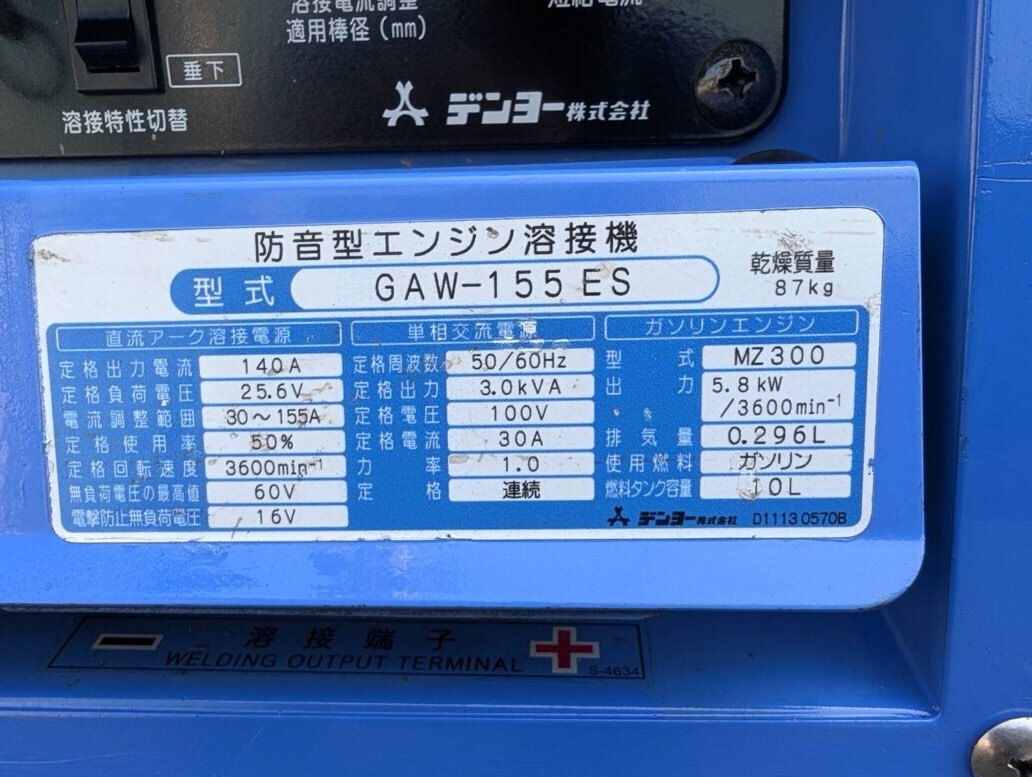 溶接電流調整
適用棒径（mm）
垂下
溶接特性切替
デンヨー株式会社
防音型エンジン溶接機
型式 GAW-155ES
乾燥質量
87kg
直流アーク溶接電源
定格出力電流 140A
定格負荷電圧 25.6V
電流調整範囲 30～155A
定格使用率 50%
定格回転速度 3600min⁻¹
無負荷電圧の最高値 60V
電撃防止無負荷電圧 16V
単相交流電源
定格周波数 50/60Hz
定格出力 3.0kVA
定格電圧 100V
定格電流 30A
力率 1.0
定格 連続
ガソリンエンジン
型式 MZ300
出力 5.8kW
/3600min⁻¹
排気量 0.296L
使用燃料 ガソリン
燃料タンク容量 10L
デンヨー株式会社 D11130570B
溶接端子
WELDING OUTPUT TERMINAL
S-4634